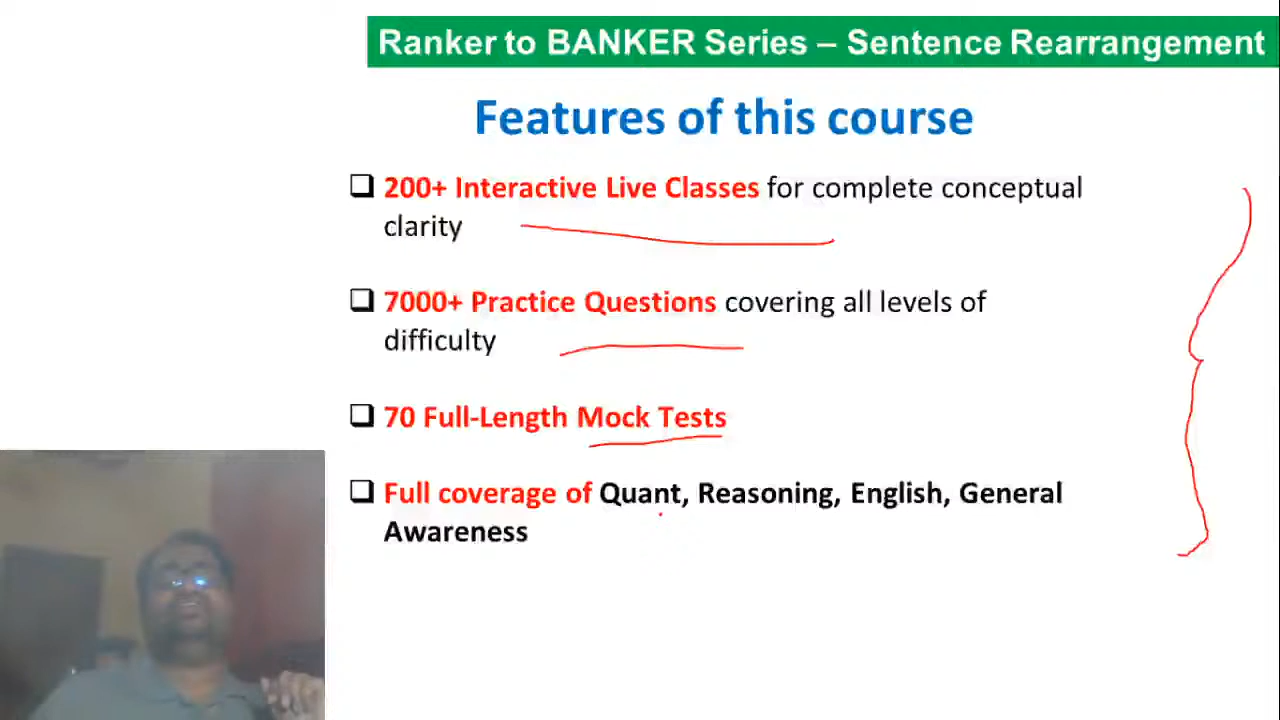 Ranker to BANKER Series – Sentence Rearrangement
Features of this course
200+ Interactive Live Classes for complete conceptual
clarity
7000+ Practice Questions covering all levels of
difficulty
70 Full-Length Mock Tests
Full coverage of Quant, Reasoning, English, General
Awareness